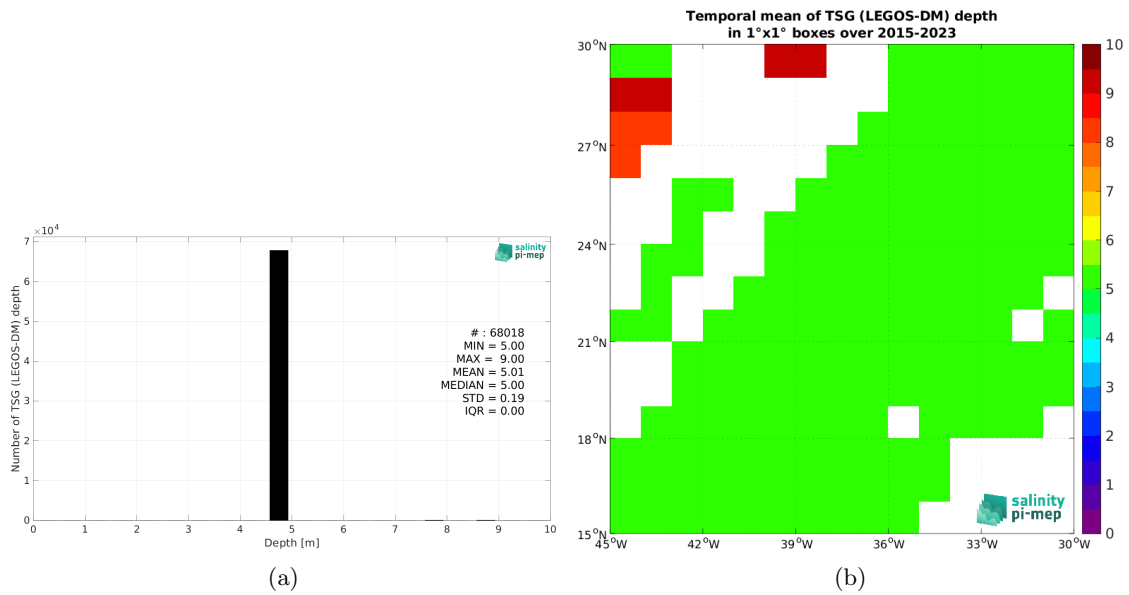 ×10⁴
7
6
5
4
3
2
1
0
Number of TSG (LEGOS-DM) depth
0 1 2 3 4 5 6 7 8 9 10
Depth [m]
salinity
pi-mep
# : 68018
MIN = 5.00
MAX = 9.00
MEAN = 5.01
MEDIAN = 5.00
STD = 0.19
IQR = 0.00
(a)
Temporal mean of TSG (LEGOS-DM) depth
in 1°x1° boxes over 2015-2023
30°N
27°N
24°N
21°N
18°N
15°N
45°W 42°W 39°W 36°W 33°W 30°W
salinity
pi-mep
10
9
8
7
6
5
4
3
2
1
0
(b)